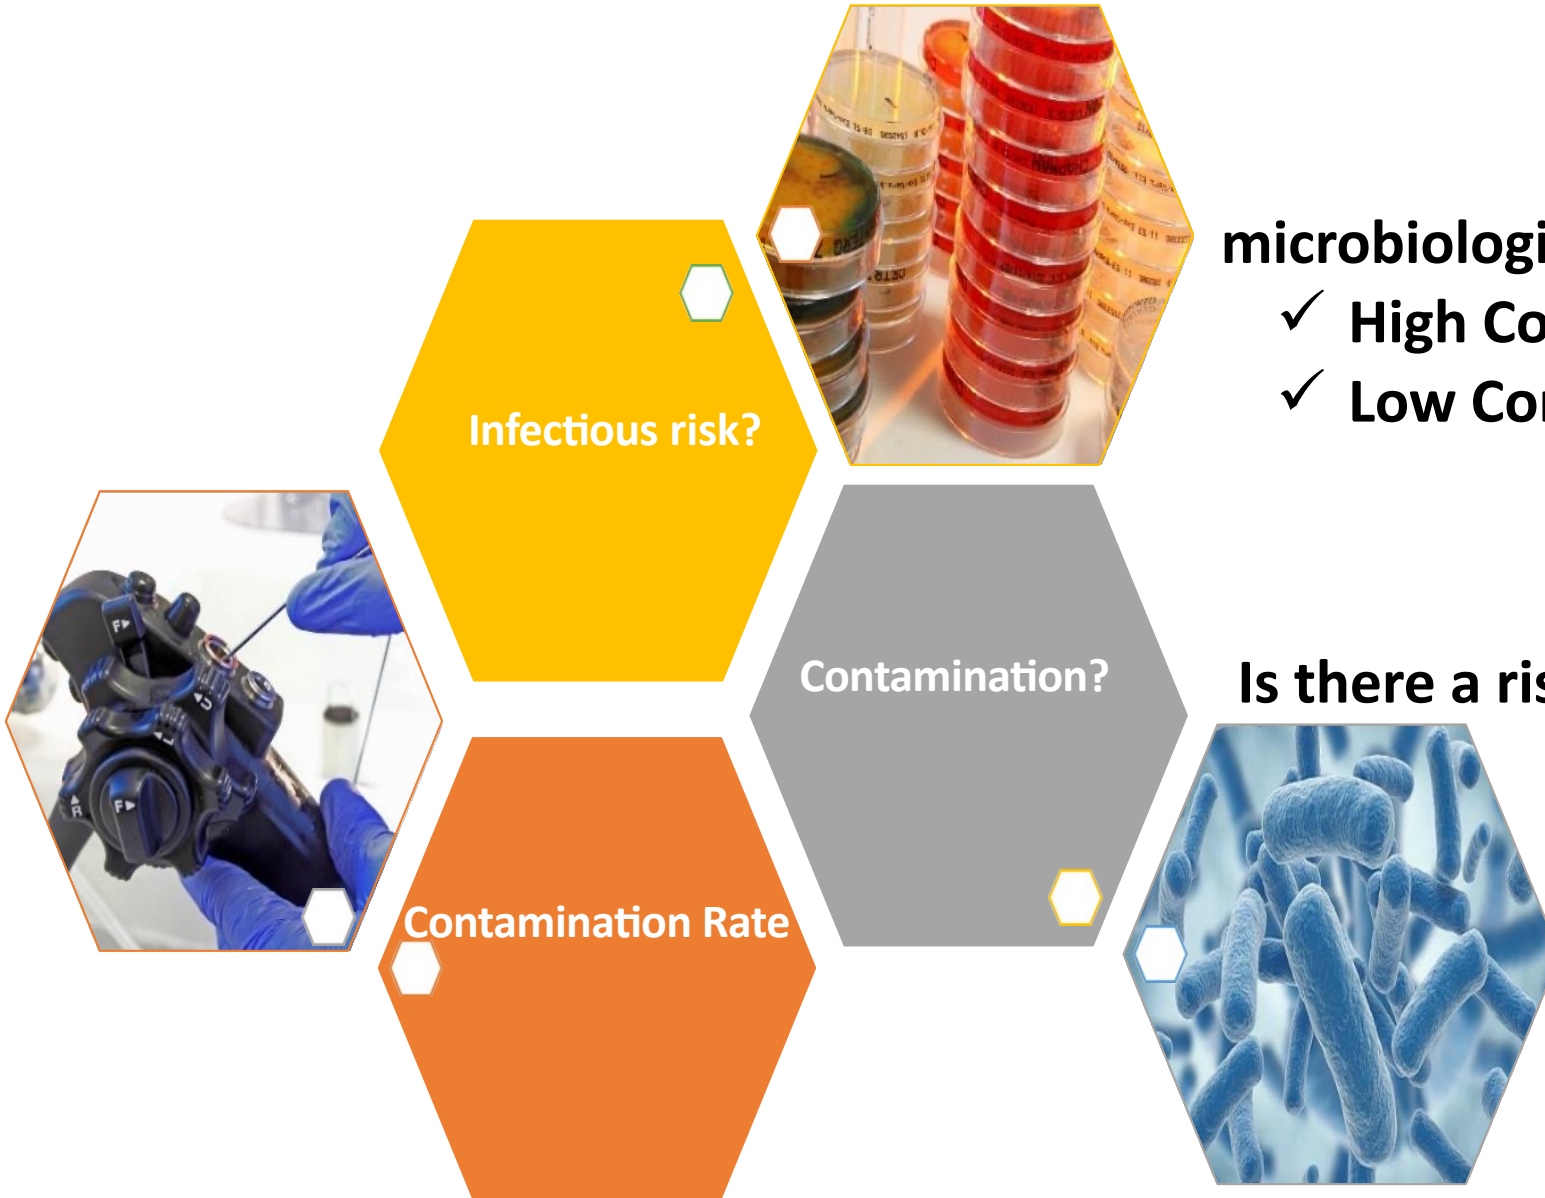 microbiologi
✓ High Co
✓ Low Co
Infectious risk?
Contamination?
Is there a ris
Contamination Rate